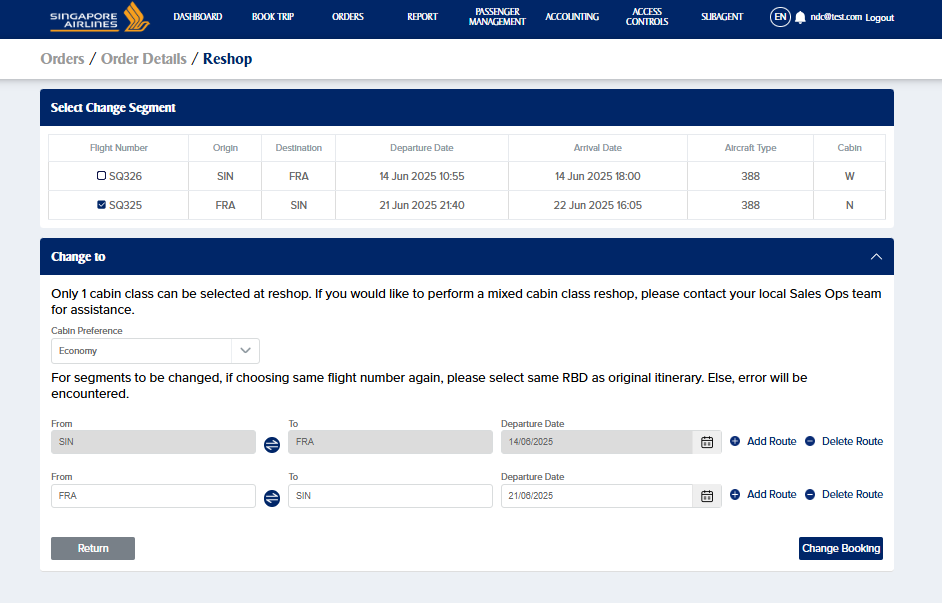 SINGAPORE AIRLINES
DASHBOARD BOOK TRIP ORDERS REPORT PASSENGER MANAGEMENT ACCOUNTING ACCESS CONTROLS SUBAGENT EN ndc@test.com Logout
Orders / Order Details / Reshop
Select Change Segment
Flight Number Origin Destination Departure Date Arrival Date Aircraft Type Cabin
SQ326 SIN FRA 14 Jun 2025 10:55 14 Jun 2025 18:00 388 W
SQ325 FRA SIN 21 Jun 2025 21:40 22 Jun 2025 16:05 388 N
Change to
Only 1 cabin class can be selected at reshop. If you would like to perform a mixed cabin class reshop, please contact your local Sales Ops team
for assistance.
Cabin Preference
Economy
For segments to be changed, if choosing same flight number again, please select same RBD as original itinerary. Else, error will be
encountered.
From To Departure Date
SIN FRA 14/06/2025 Add Route Delete Route
From To Departure Date
FRA SIN 21/06/2025 Add Route Delete Route
Return Change Booking